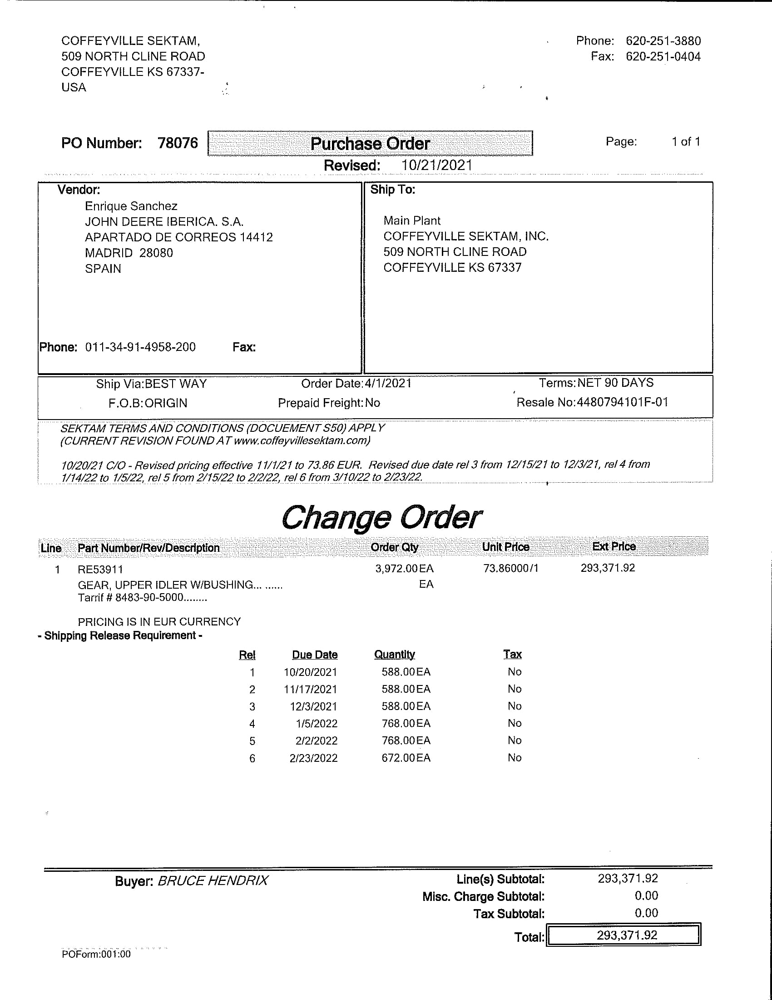 COFFEYVILLE SEKTAM,
509 NORTH CLINE ROAD
COFFEYVILLE KS 67337-
USA
Phone: 620-251-3880
Fax: 620-251-0404
PO Number: 78076
Purchase Order
Page: 1 of 1
Revised: 10/21/2021
Vendor:
Enrique Sanchez
JOHN DEERE IBERICA. S.A.
APARTADO DE CORREOS 14412
MADRID 28080
SPAIN
Phone: 011-34-91-4958-200 Fax:
Ship To:
Main Plant
COFFEYVILLE SEKTAM, INC.
509 NORTH CLINE ROAD
COFFEYVILLE KS 67337
Ship Via:BEST WAY Order Date:4/1/2021 Terms:NET 90 DAYS
F.O.B:ORIGIN Prepaid Freight:No Resale No:4480794101F-01
SEKTAM TERMS AND CONDITIONS (DOCUEMENT S50) APPLY
(CURRENT REVISION FOUND AT www.coffeyvillesektam.com)
10/20/21 C/O - Revised pricing effective 11/1/21 to 73.86 EUR. Revised due date rel 3 from 12/15/21 to 12/3/21, rel 4 from
1/14/22 to 1/5/22, rel 5 from 2/15/22 to 2/2/22, rel 6 from 3/10/22 to 2/23/22.
Change Order
Line Part Number/Rev/Description Order Qty Unit Price Ext Price
1 RE53911 3,972.00EA 73.86000/1 293,371.92
GEAR, UPPER IDLER W/BUSHING... ...... EA
Tarrif # 8483-90-5000........
PRICING IS IN EUR CURRENCY
- Shipping Release Requirement -
Rel Due Date Quantity Tax
1 10/20/2021 588.00EA No
2 11/17/2021 588.00EA No
3 12/3/2021 588.00EA No
4 1/5/2022 768.00EA No
5 2/2/2022 768.00EA No
6 2/23/2022 672.00EA No
Buyer: BRUCE HENDRIX
Line(s) Subtotal: 293,371.92
Misc. Charge Subtotal: 0.00
Tax Subtotal: 0.00
Total: 293,371.92
POForm:001:00